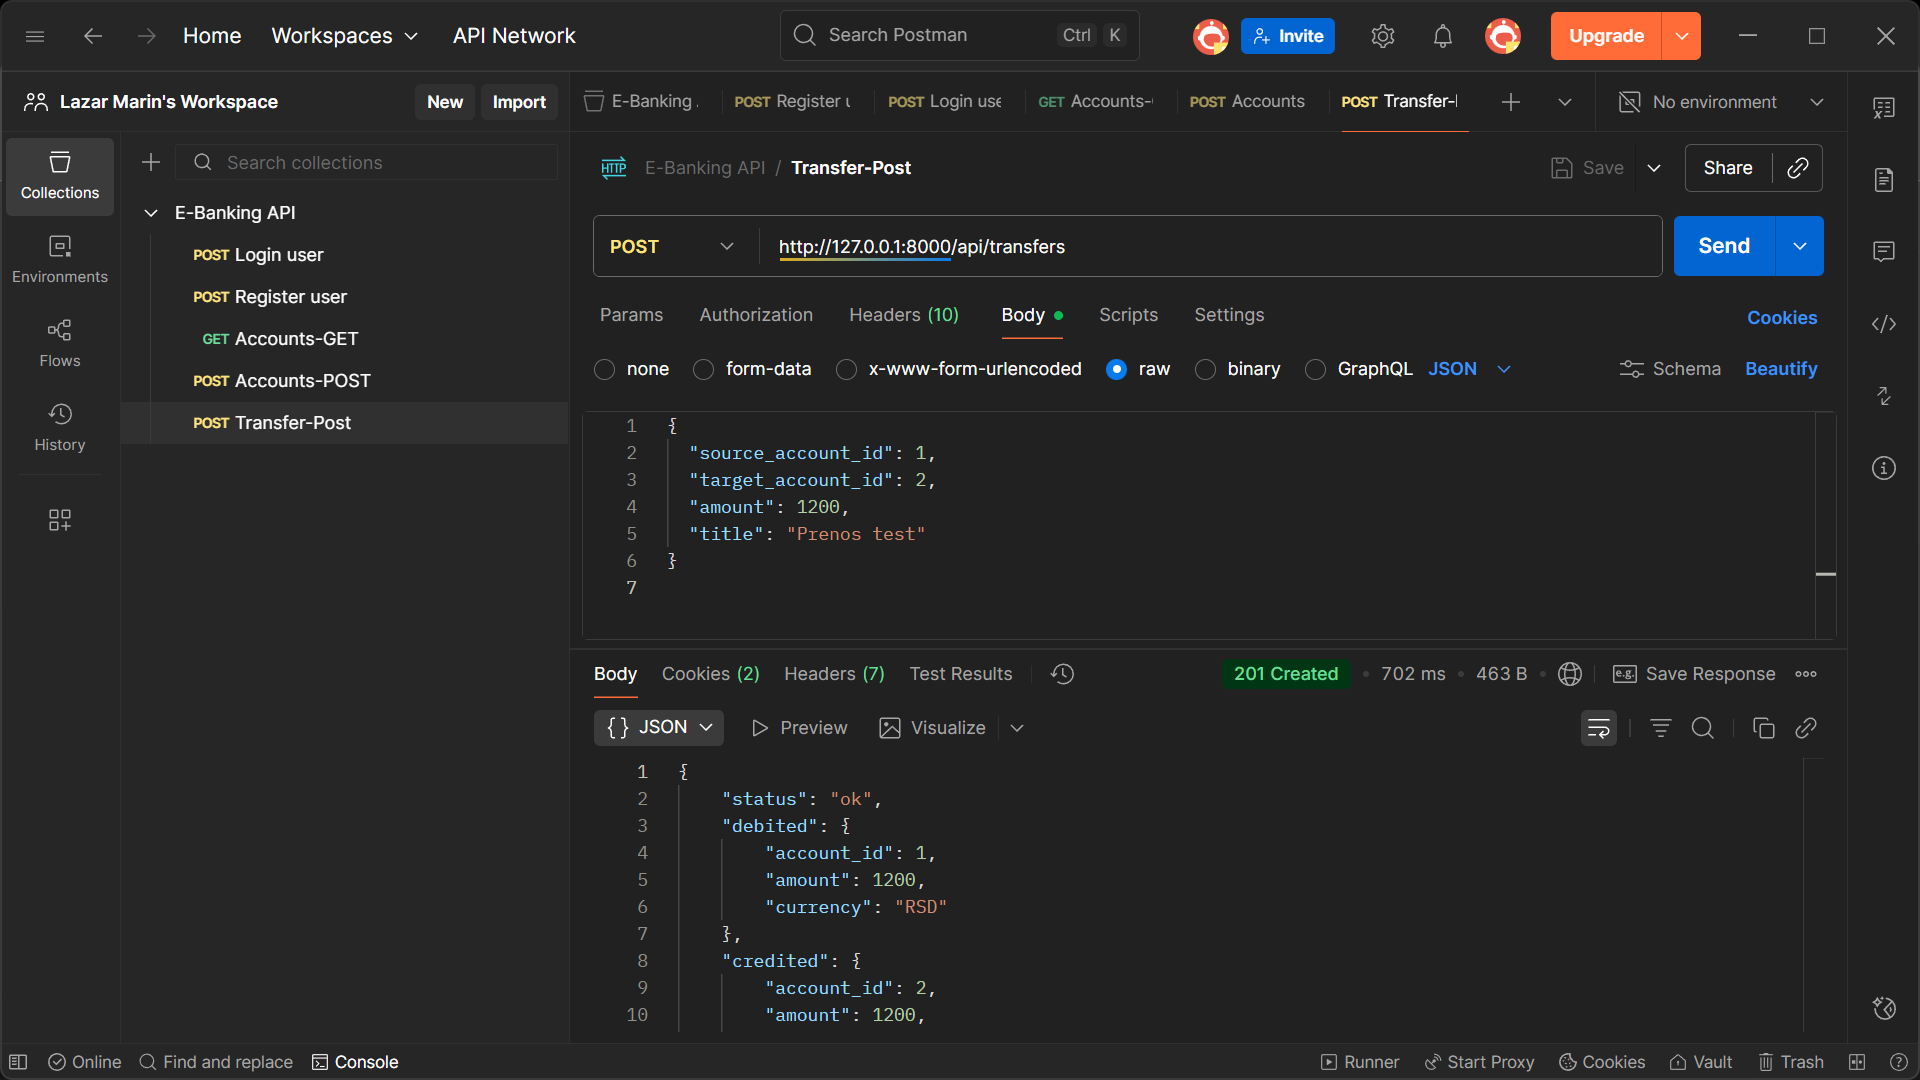 Home Workspaces API Network Search Postman Ctrl K Invite Upgrade
Lazar Marin's Workspace New Import E-Banking POST Register POST Login use GET Accounts- POST Accounts POST Transfer- No environment
Collections
Environments
Flows
History
Search collections
E-Banking API
POST Login user
POST Register user
GET Accounts-GET
POST Accounts-POST
POST Transfer-Post
HTTP E-Banking API / Transfer-Post Save Share
POST http://127.0.0.1:8000/api/transfers Send
Params Authorization Headers (10) Body Scripts Settings Cookies
none form-data x-www-form-urlencoded raw binary GraphQL JSON Schema Beautify
1 {
2 "source_account_id": 1,
3 "target_account_id": 2,
4 "amount": 1200,
5 "title": "Prenos test"
6 }
7
Body Cookies (2) Headers (7) Test Results 201 Created • 702 ms • 463 B • e.g. Save Response
{} JSON Preview Visualize
1 {
2 "status": "ok",
3 "debited": {
4 "account_id": 1,
5 "amount": 1200,
6 "currency": "RSD"
7 },
8 "credited": {
9 "account_id": 2,
10 "amount": 1200,
Online Find and replace Console Runner Start Proxy Cookies Vault Trash